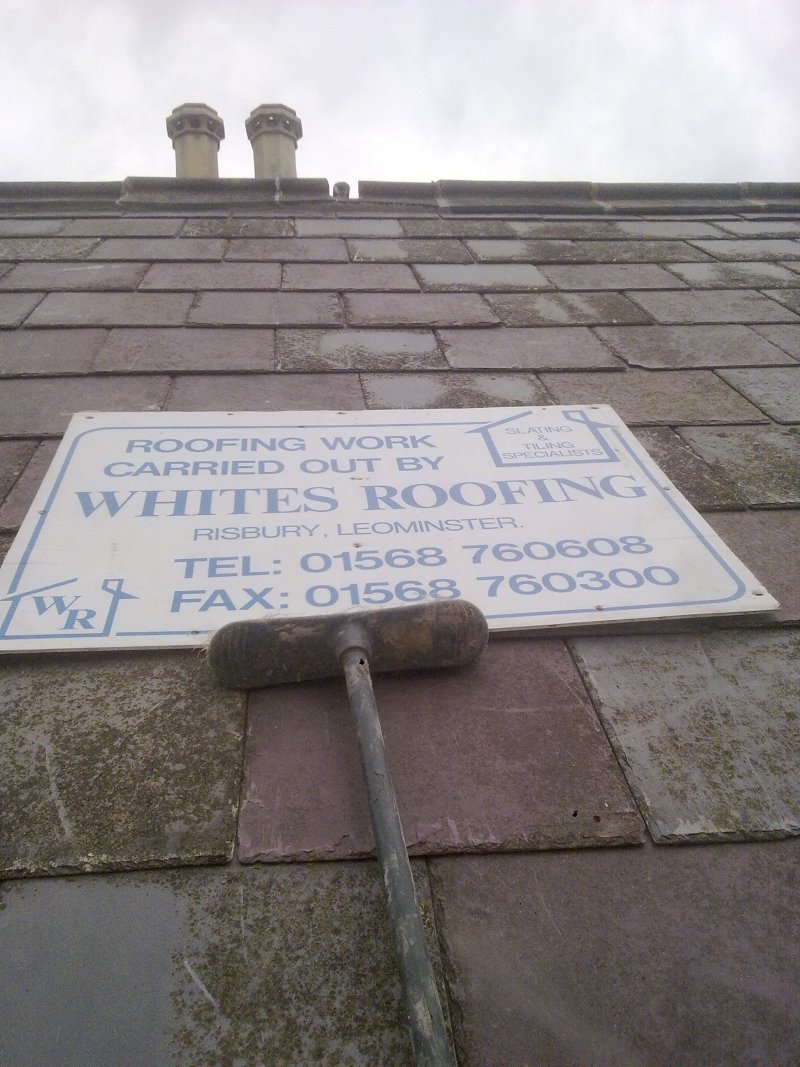 ROOFING WORK
CARRIED OUT BY
WHITES ROOFING
RISBURY, LEOMINSTER.
TEL: 01568 760608
FAX: 01568 760300
SLATING
&
TILING
SPECIALISTS
WR